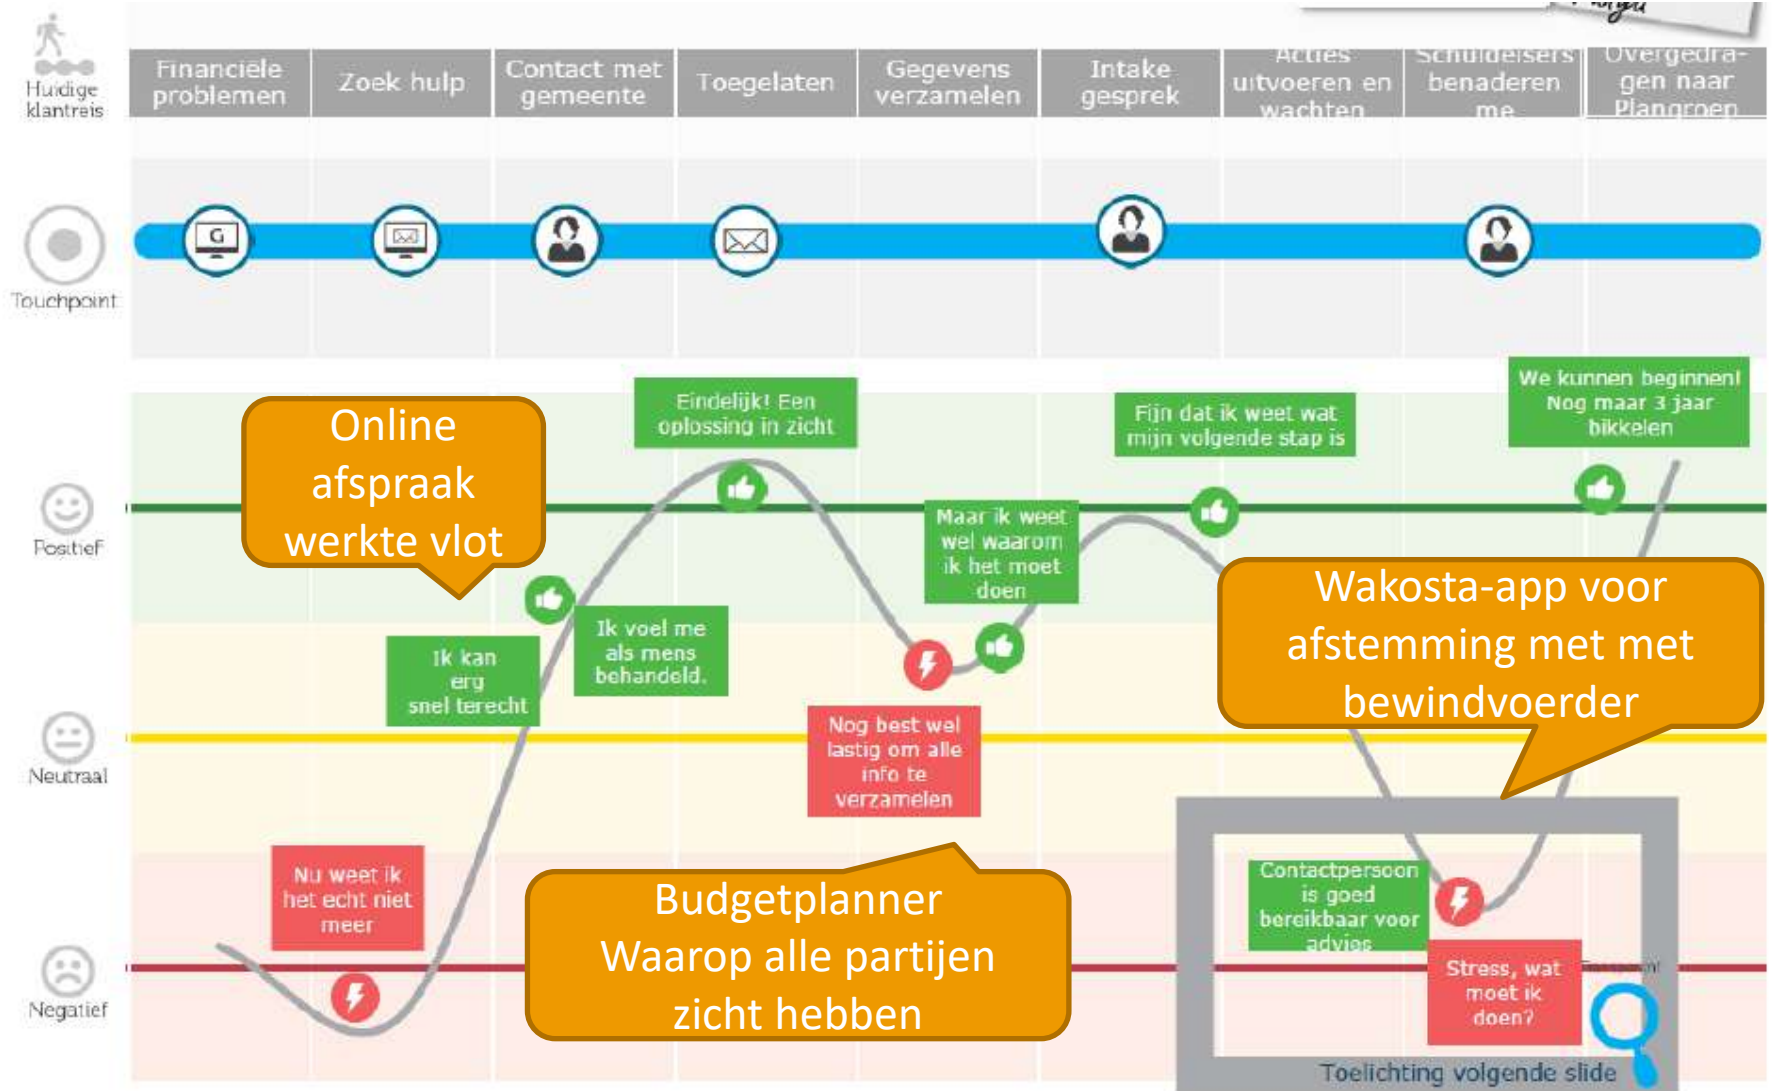 Huidige
klantreis
Financiële
problemen
Zoek hulp
Contact met
gemeente
Toegelaten
Gegevens
verzamelen
Intake
gesprek
Acties
uitvoeren en
wachten
Schuldeisers
benaderen
me
Overgedra-
gen naar
Plangroep
Touchpoint
G
Positief
Neutraal
Negatief
Online
afspraak
werkte vlot
Eindelijk! Een
oplossing in zicht
Fijn dat ik weet wat
mijn volgende stap is
We kunnen beginnen!
Nog maar 3 jaar
bikkelen
Maar ik weet
wel waarom
ik het moet
doen
Ik kan
erg
snel terecht
Ik voel me
als mens
behandeld.
Wakosta-app voor
afstemming met met
bewindvoerder
Nog best wel
lastig om alle
info te
verzamelen
Nu weet ik
het echt niet
meer
Budgetplanner
Waarop alle partijen
zicht hebben
Contactpersoon
is goed
bereikbaar voor
advies
Stress, wat
moet ik
doen?
Toelichting volgende slide